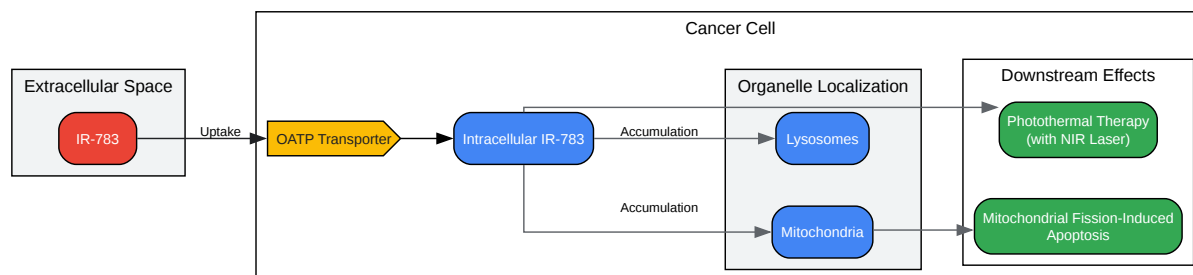 Cancer Cell
Extracellular Space
IR-783
Uptake
OATP Transporter
Intracellular IR-783
Accumulation
Accumulation
Organelle Localization
Lysosomes
Mitochondria
Downstream Effects
Photothermal Therapy
(with NIR Laser)
Mitochondrial Fission-Induced
Apoptosis